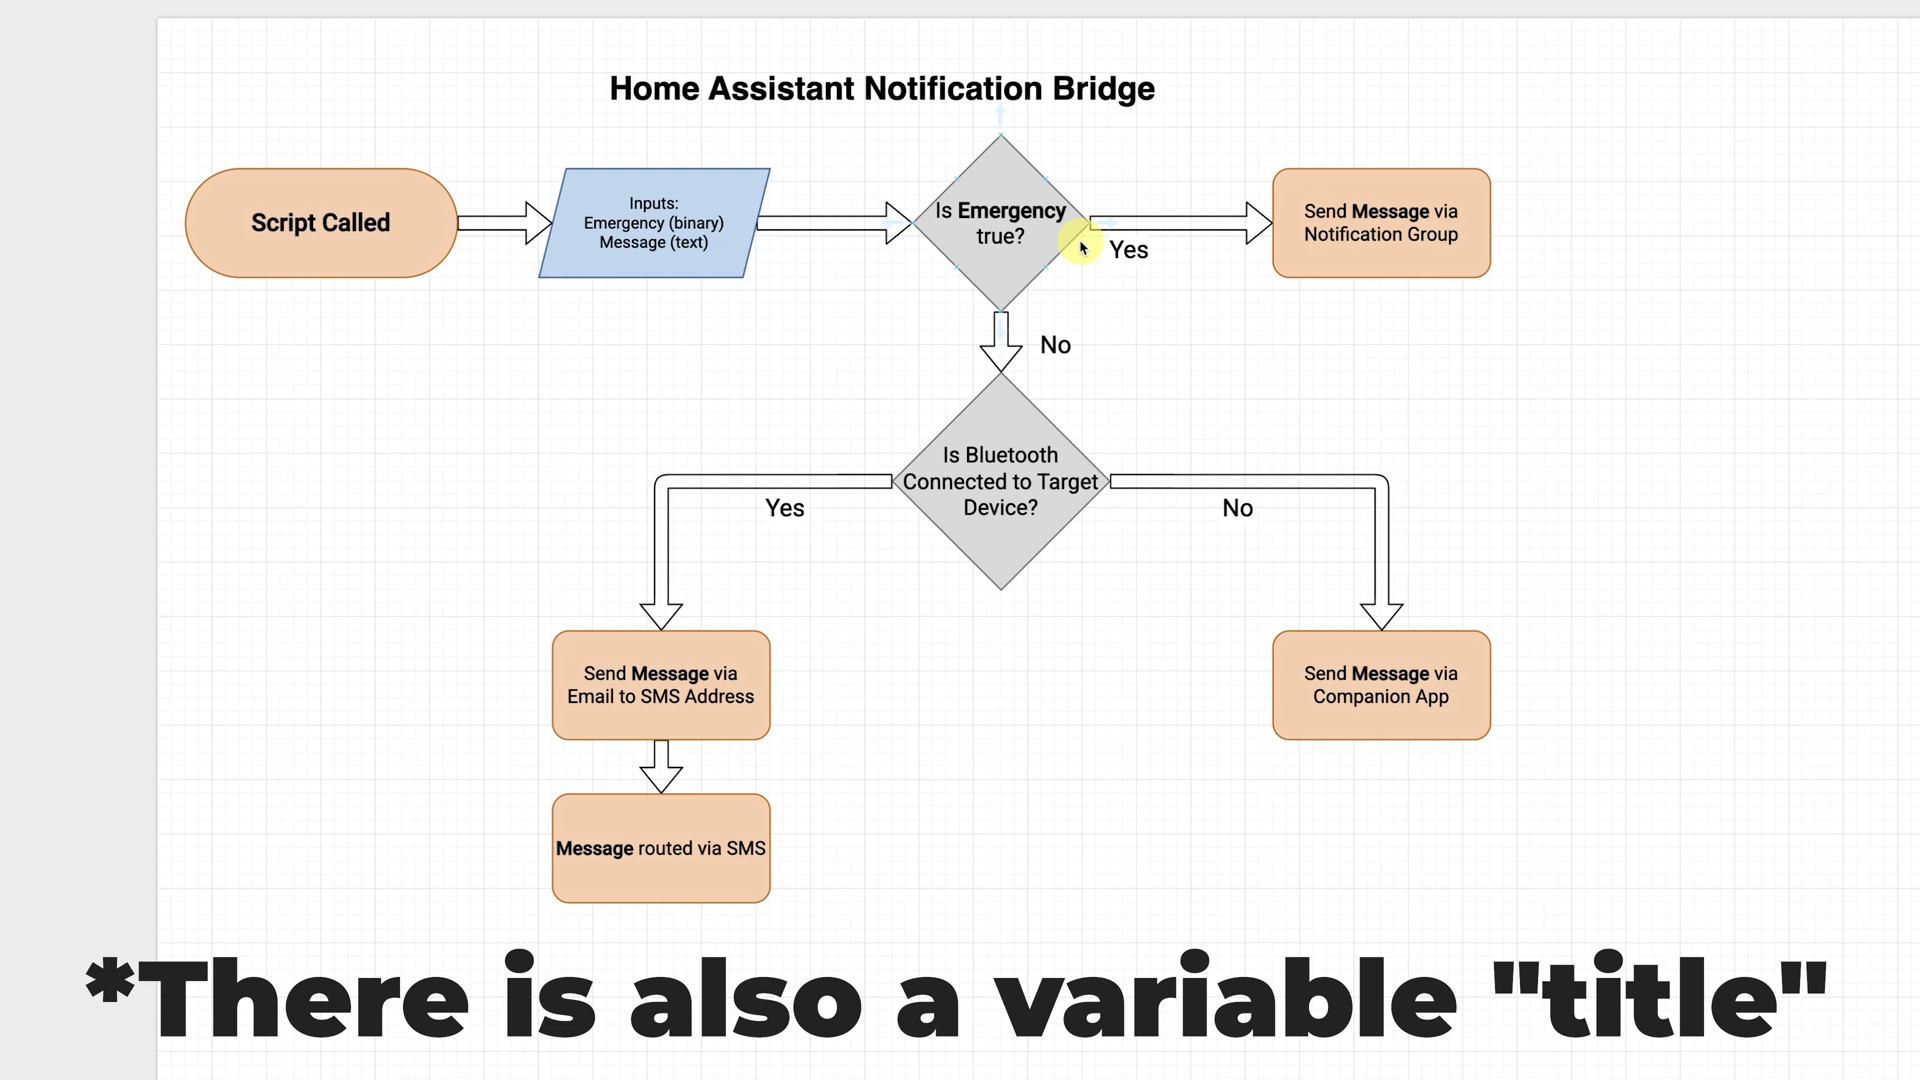 Home Assistant Notification Bridge
Script Called
Inputs:
Emergency (binary)
Message (text)
Is Emergency
true?
Yes
Send Message via
Notification Group
No
Is Bluetooth
Connected to Target
Device?
Yes
No
Send Message via
Email to SMS Address
Send Message via
Companion App
Message routed via SMS
*There is also a variable "title"